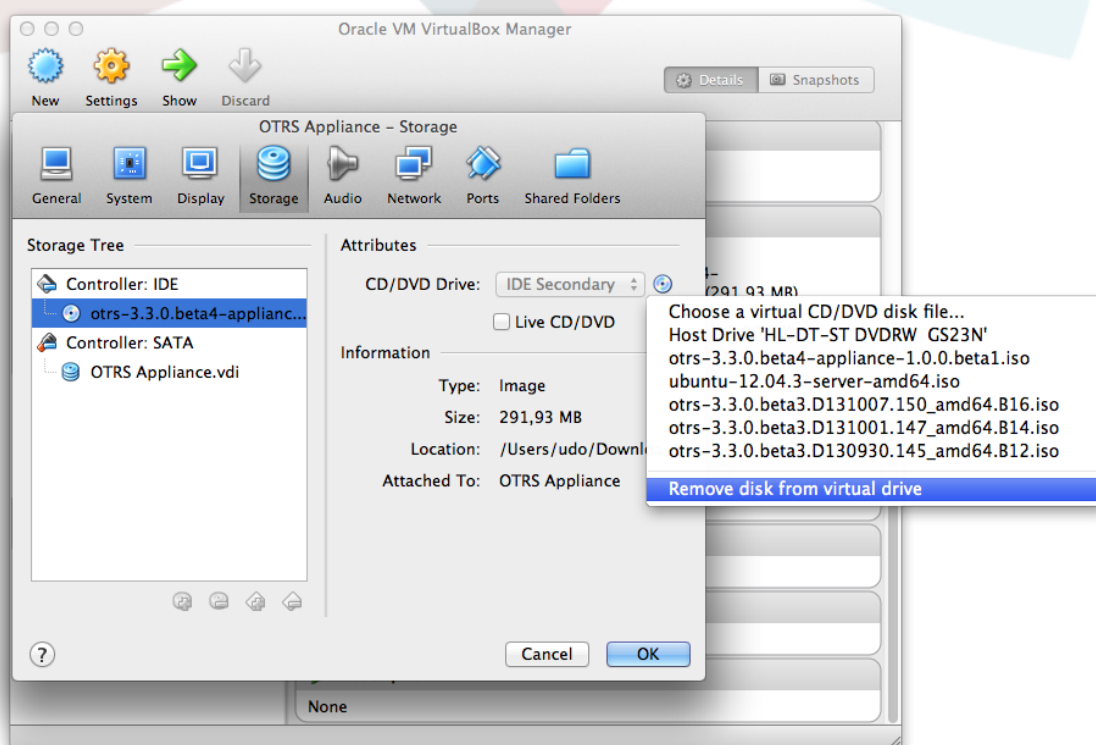 Oracle VM VirtualBox Manager
New Settings Show Discard
Details Snapshots
OTRS Appliance – Storage
General System Display Storage Audio Network Ports Shared Folders
Storage Tree
Controller: IDE
otrs-3.3.0.beta4-applianc...
Controller: SATA
OTRS Appliance.vdi
Attributes
CD/DVD Drive: IDE Secondary
Live CD/DVD
Information
Type: Image
Size: 291,93 MB
Location: /Users/udo/Downl
Attached To: OTRS Appliance
(291,93 MB)
Choose a virtual CD/DVD disk file...
Host Drive 'HL-DT-ST DVDRW GS23N'
otrs-3.3.0.beta4-appliance-1.0.0.beta1.iso
ubuntu-12.04.3-server-amd64.iso
otrs-3.3.0.beta3.D131007.150_amd64.B16.iso
otrs-3.3.0.beta3.D131001.147_amd64.B14.iso
otrs-3.3.0.beta3.D130930.145_amd64.B12.iso
Remove disk from virtual drive
?
Cancel OK
None